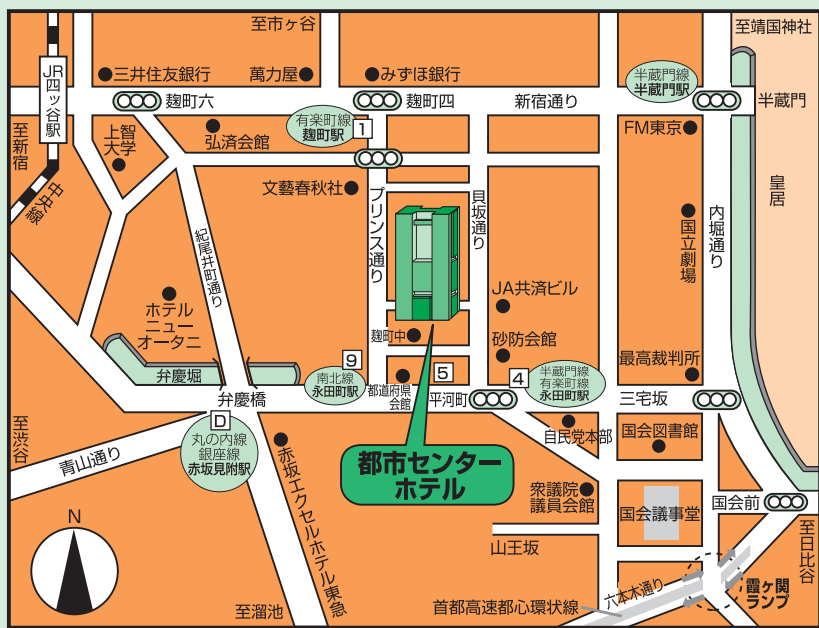 至市ヶ谷
至靖国神社
JR四ッ谷駅
三井住友銀行
萬力屋
みずほ銀行
半蔵門線
半蔵門駅
麹町六
麹町四
新宿通り
半蔵門
至新宿
上智
大学
弘済会館
有楽町線
麹町駅
1
FM東京
中央線
文藝春秋社
プリンス通り
貝坂通り
皇居
紀尾井町通り
国立劇場
内堀通り
ホテル
ニュー
オータニ
JA共済ビル
麹町中
砂防会館
最高裁判所
弁慶堀
9
南北線
永田町駅
5
4
半蔵門線
有楽町線
永田町駅
弁慶橋
都道府県
会館
平河町
三宅坂
D
丸の内線
銀座線
赤坂見附駅
至渋谷
青山通り
赤坂エクセルホテル東急
都市センター
ホテル
自民党本部
国会図書館
衆議院
議員会館
国会議事堂
国会前
N
山王坂
至日比谷
六本木通り
霞ヶ関
ランプ
至溜池
首都高速都心環状線